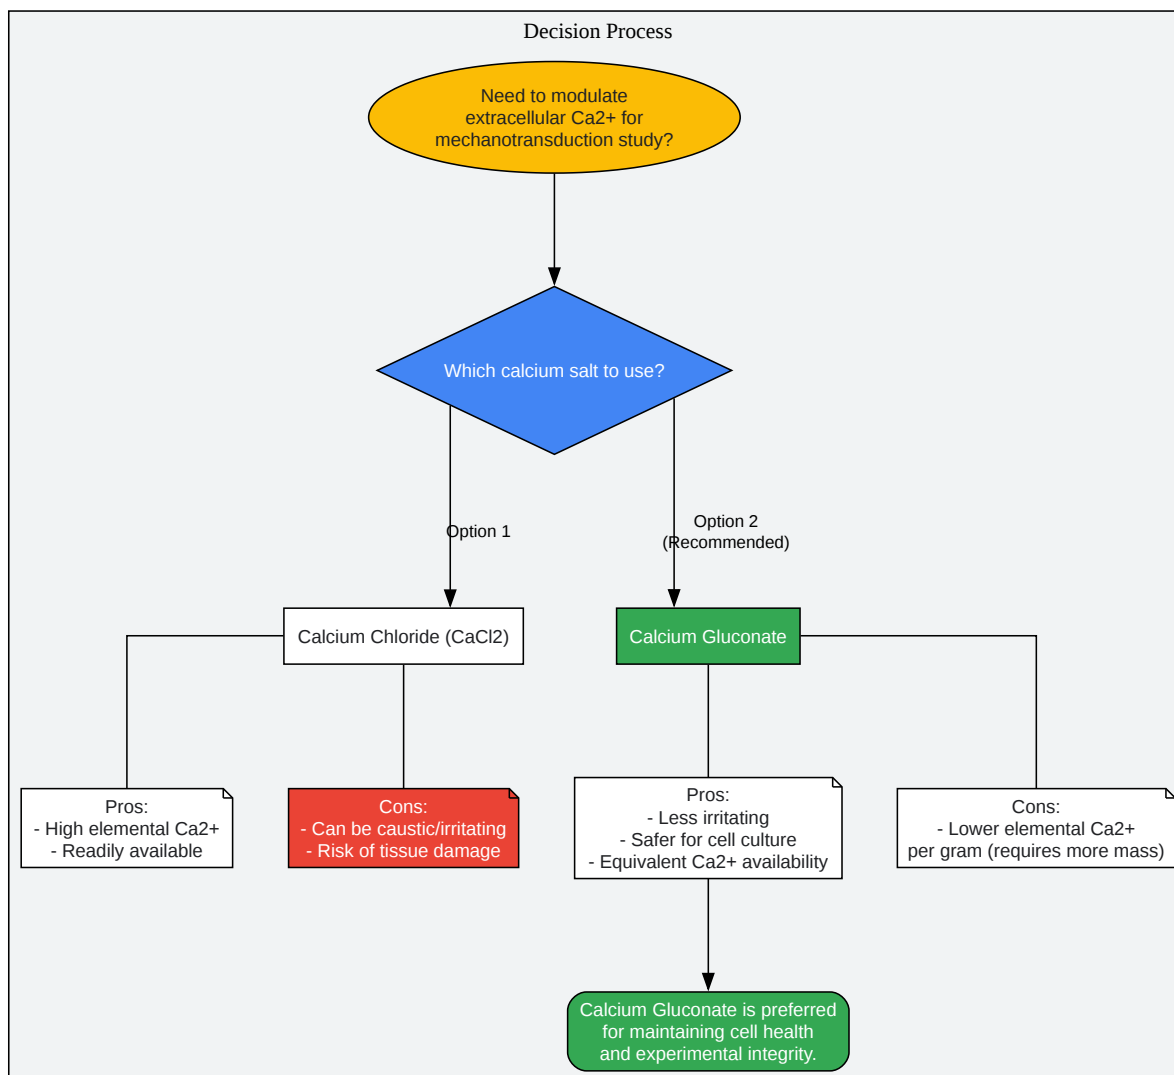 Decision Process
Need to modulate
extracellular Ca2+ for
mechanotransduction study?
Which calcium salt to use?
Option 1
Option 2
(Recommended)
Calcium Chloride (CaCl2)
Calcium Gluconate
Pros:
- High elemental Ca2+
- Readily available
Cons:
- Can be caustic/irritating
- Risk of tissue damage
Pros:
- Less irritating
- Safer for cell culture
- Equivalent Ca2+ availability
Cons:
- Lower elemental Ca2+
per gram (requires more mass)
Calcium Gluconate is preferred
for maintaining cell health
and experimental integrity.